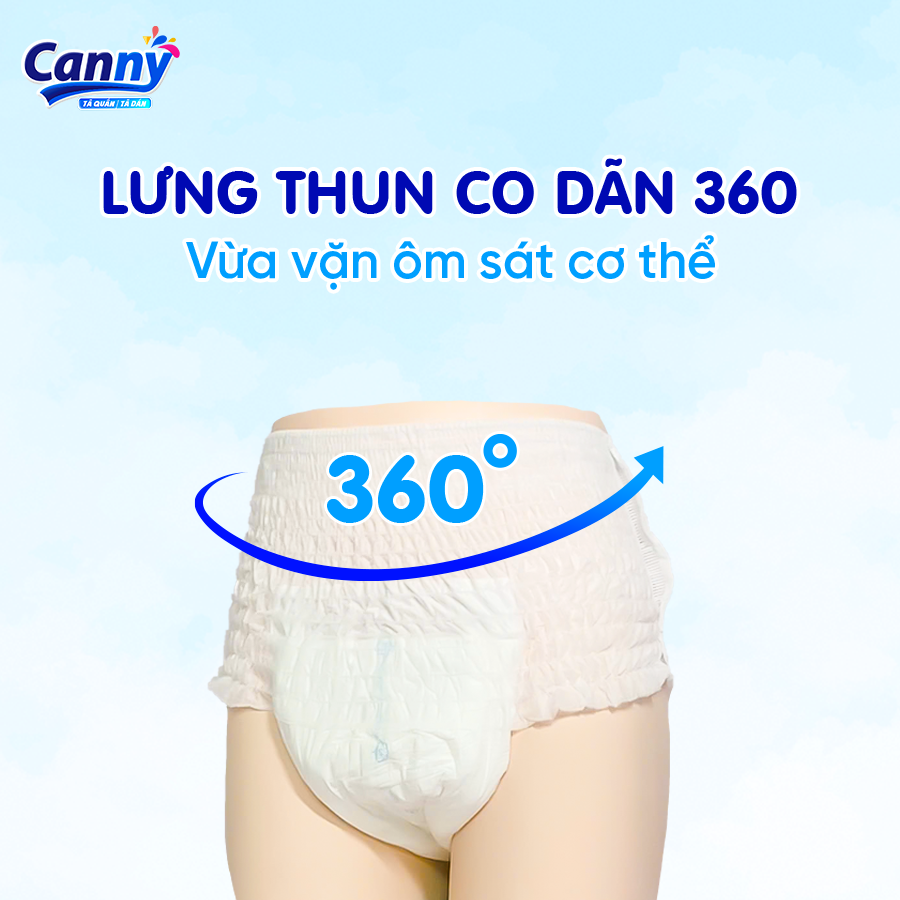 Canny
TÃ QUẦN / TÃ DÁN
LƯNG THUN CO DÃN 360
Vừa vặn ôm sát cơ thể
360°